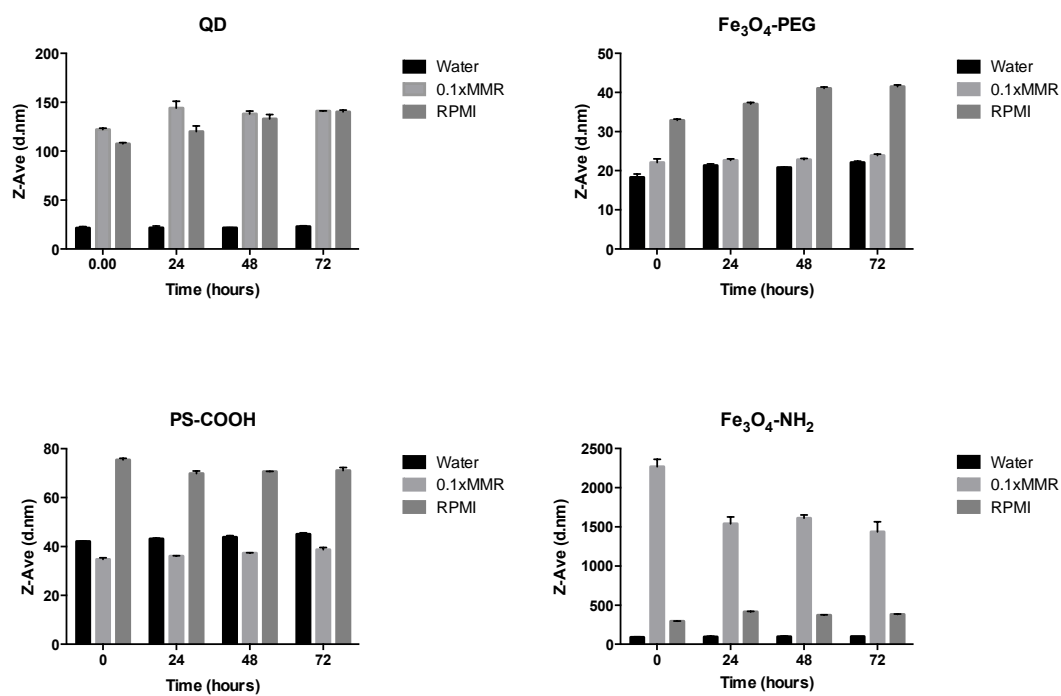 QD
200
150
100
50
0
Z-Ave (d.nm)
0.00 24 48 72
Time (hours)
Water
0.1xMMR
RPMI
Fe₃O₄-PEG
50
40
30
20
10
0
Z-Ave (d.nm)
0 24 48 72
Time (hours)
Water
0.1xMMR
RPMI
PS-COOH
80
60
40
20
0
Z-Ave (d.nm)
0 24 48 72
Time (hours)
Water
0.1xMMR
RPMI
Fe₃O₄-NH₂
2500
2000
1500
1000
500
0
Z-Ave (d.nm)
0 24 48 72
Time (hours)
Water
0.1xMMR
RPMI